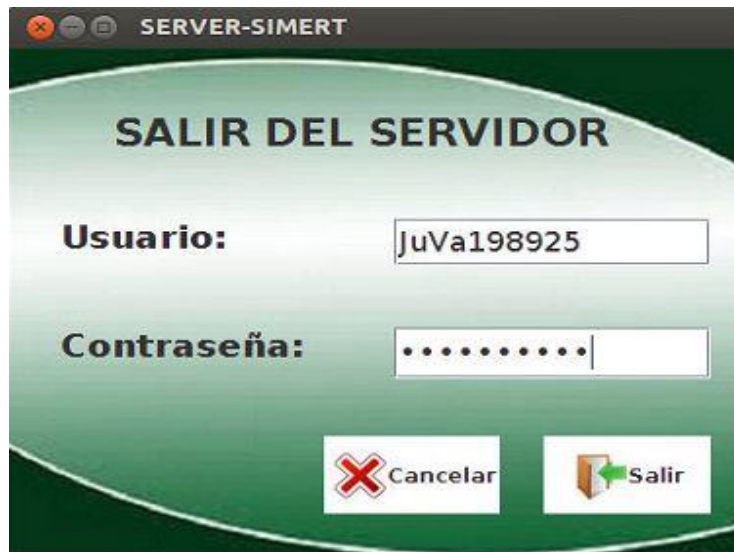 SERVER-SIMERT
SALIR DEL SERVIDOR
Usuario: JuVa198925
Contraseña: ••••••••••
Cancelar Salir